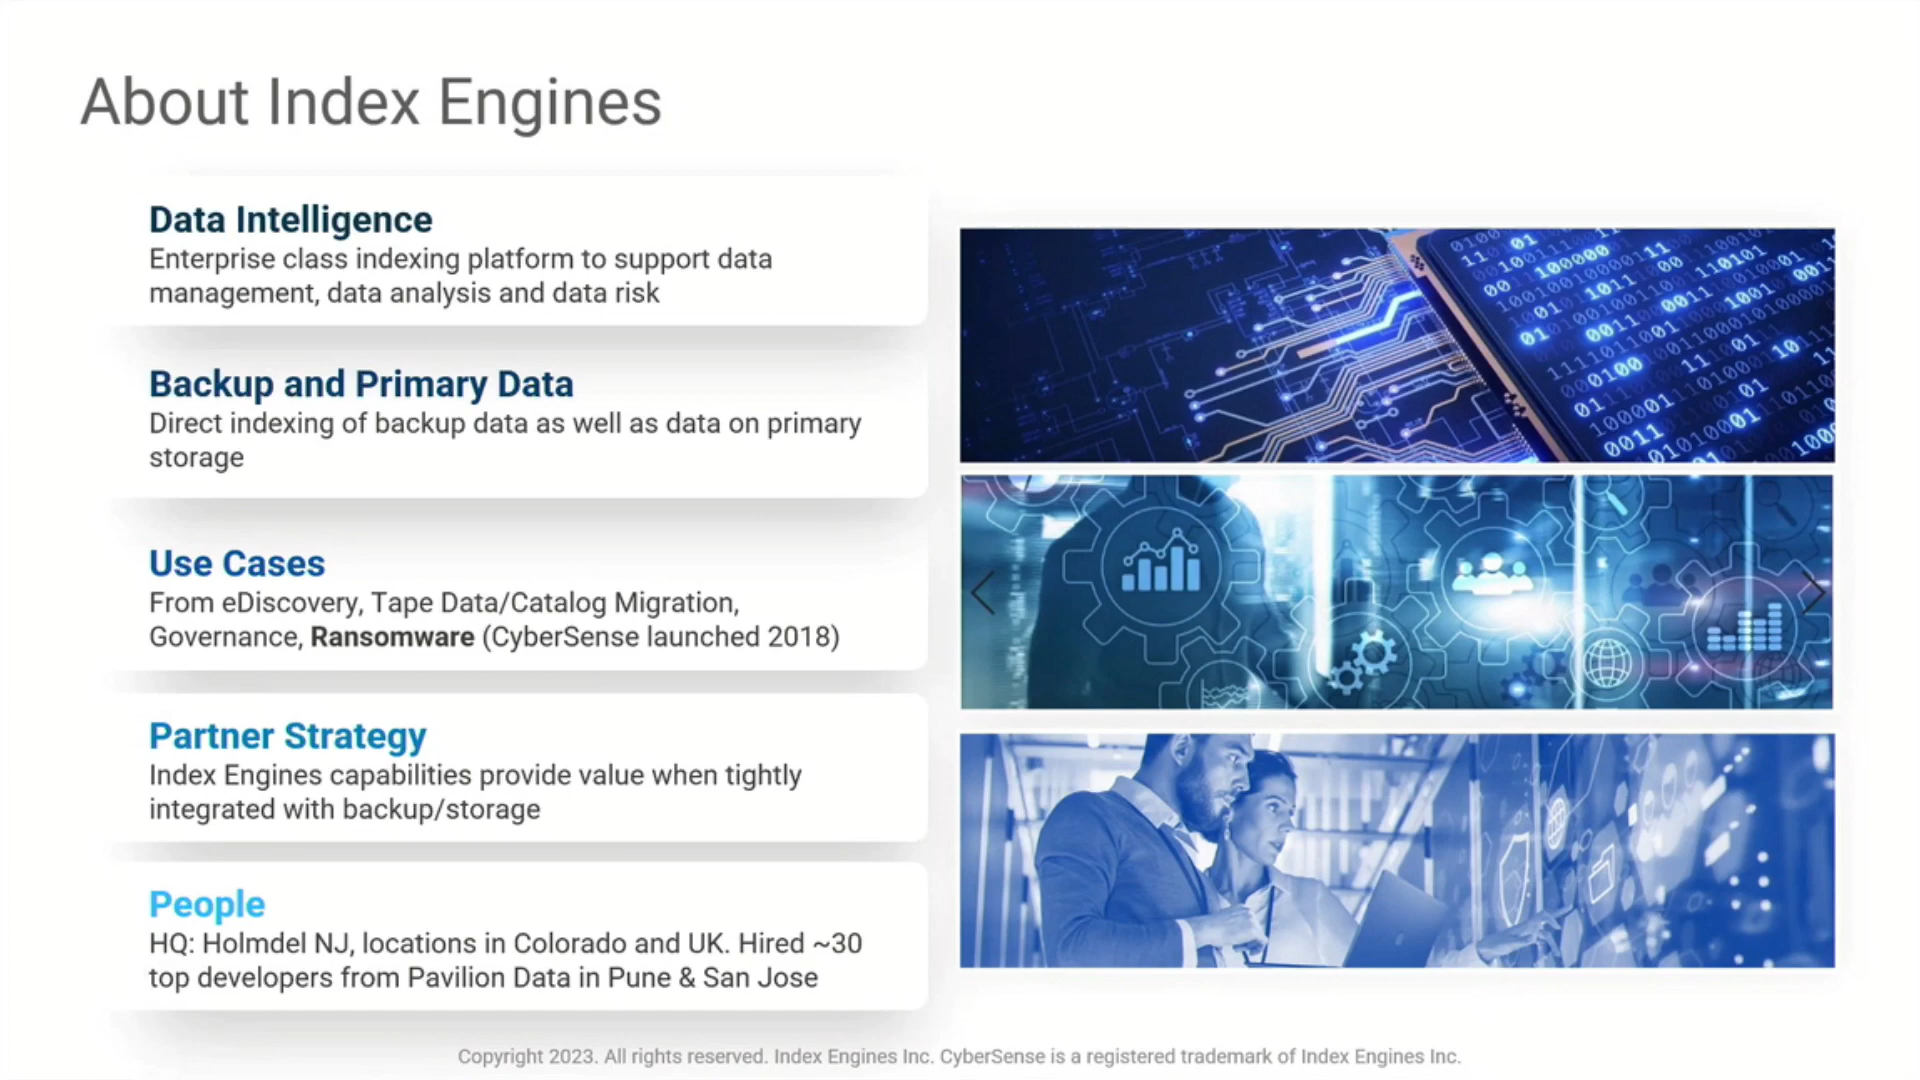 About Index Engines
Data Intelligence
Enterprise class indexing platform to support data
management, data analysis and data risk
Backup and Primary Data
Direct indexing of backup data as well as data on primary
storage
Use Cases
From eDiscovery, Tape Data/Catalog Migration,
Governance, Ransomware (CyberSense launched 2018)
Partner Strategy
Index Engines capabilities provide value when tightly
integrated with backup/storage
People
HQ: Holmdel NJ, locations in Colorado and UK. Hired ~30
top developers from Pavilion Data in Pune & San Jose
Copyright 2023. All rights reserved. Index Engines Inc. CyberSense is a registered trademark of Index Engines Inc.